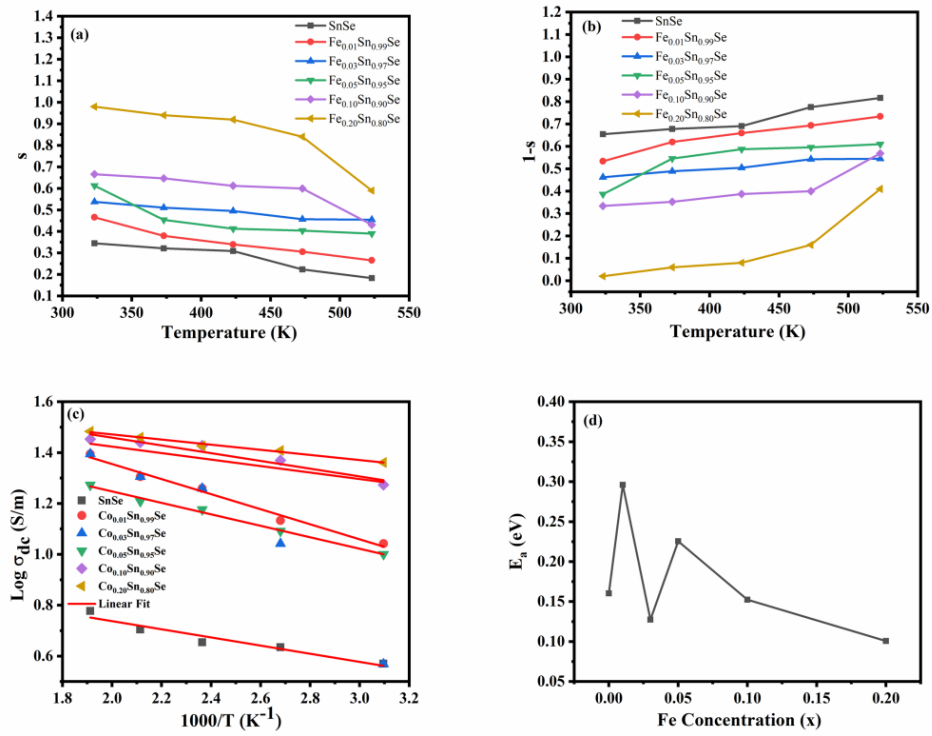 (a)
SnSe
Fe0.01Sn0.99Se
Fe0.03Sn0.97Se
Fe0.05Sn0.95Se
Fe0.10Sn0.90Se
Fe0.20Sn0.80Se
1.4
1.3
1.2
1.1
1.0
0.9
0.8
0.7
0.6
0.5
0.4
0.3
0.2
0.1
s
300 350 400 450 500 550
Temperature (K)
(b)
SnSe
Fe0.01Sn0.99Se
Fe0.03Sn0.97Se
Fe0.05Sn0.95Se
Fe0.10Sn0.90Se
Fe0.20Sn0.80Se
1.2
1.1
1.0
0.9
0.8
0.7
0.6
0.5
0.4
0.3
0.2
0.1
0.0
1-s
300 350 400 450 500 550
Temperature (K)
(c)
1.6
1.4
1.2
1.0
0.8
0.6
Log σdc (S/m)
SnSe
Co0.01Sn0.99Se
Co0.03Sn0.97Se
Co0.05Sn0.95Se
Co0.10Sn0.90Se
Co0.20Sn0.80Se
Linear Fit
1.8 2.0 2.2 2.4 2.6 2.8 3.0 3.2
1000/T (K-1)
(d)
0.40
0.35
0.30
0.25
0.20
0.15
0.10
0.05
Ea (eV)
0.00 0.05 0.10 0.15 0.20
Fe Concentration (x)